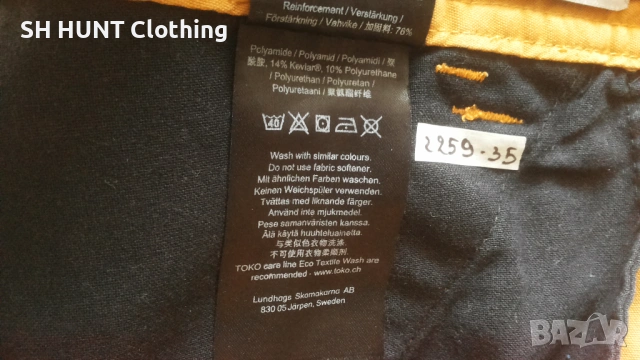 SH HUNT Clothing
Reinforcement / Verstärkung /
Förstärkning / Vahvike / 加固料: 76%
Polyamide / Polyamid / Polyamidi / 聚
酰胺, 14% Kevlar®, 10% Polyurethane
/ Polyurethan / Polyuretan /
Polyuretaani / 聚氨酯纤维
40
Wash with similar colours.
Do not use fabric softener.
Mit ähnlichen Farben waschen.
Keinen Weichspüler verwenden.
Tvättas med liknande färger.
Använd inte mjukmedel.
Pese samanväristen kanssa.
Älä käytä huuhteluainetta.
与类似色衣物洗涤
不可使用衣物柔顺剂
TOKO care line Eco Textile Wash are
recommended - www.toko.ch
Lundhags Skomakarna AB
830 05 Järpen, Sweden
2259-35
BAZAR